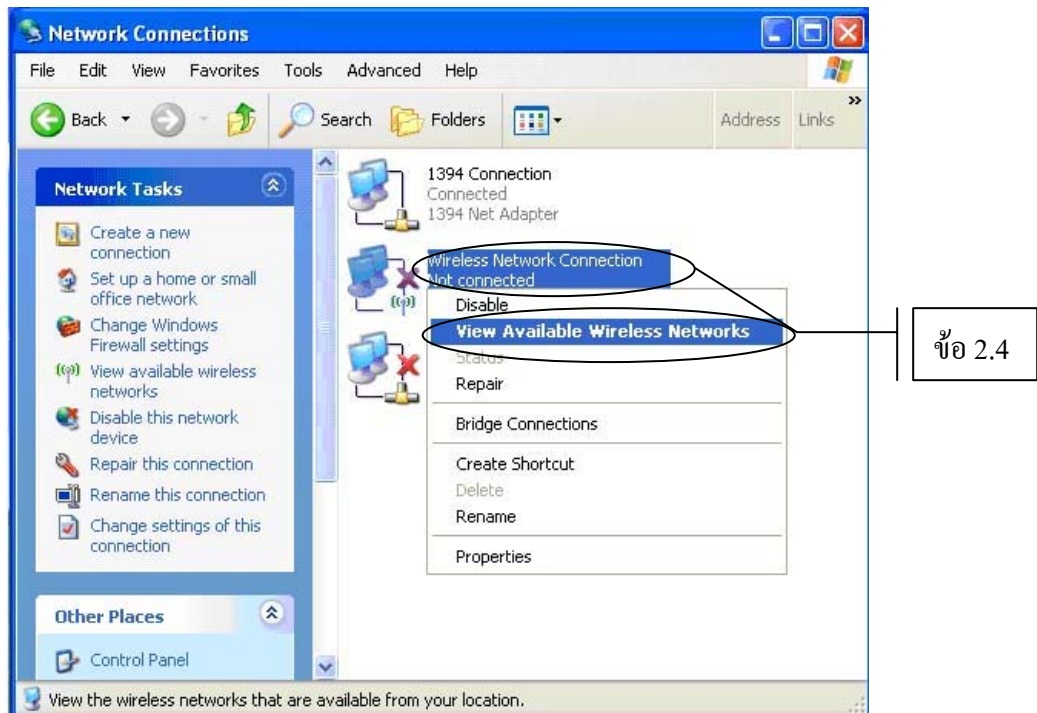 Network Connections
File Edit View Favorites Tools Advanced Help
Back Search Folders Address Links
Network Tasks
Create a new
connection
Set up a home or small
office network
Change Windows
Firewall settings
View available wireless
networks
Disable this network
device
Repair this connection
Rename this connection
Change settings of this
connection
Other Places
Control Panel
1394 Connection
Connected
1394 Net Adapter
Wireless Network Connection
Not connected
Disable
View Available Wireless Networks
Status
Repair
Bridge Connections
Create Shortcut
Delete
Rename
Properties
ข้อ 2.4
View the wireless networks that are available from your location.